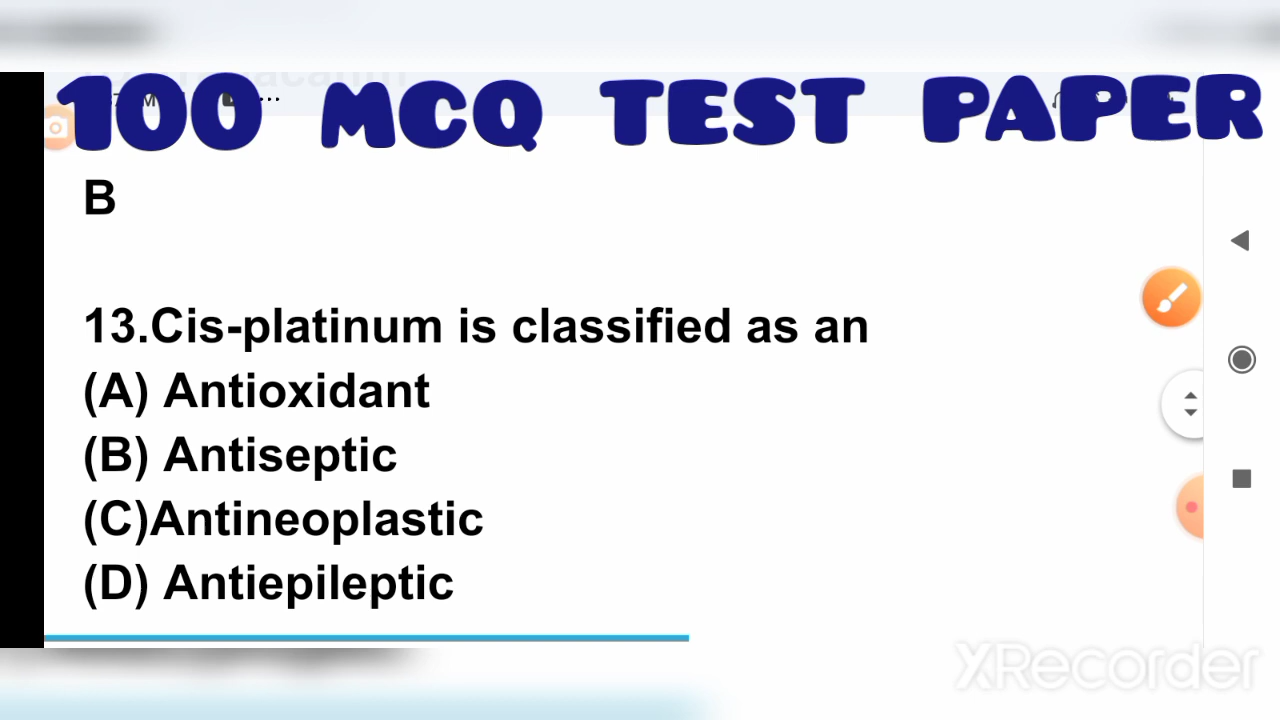 100 MCQ TEST PAPER
B
13.Cis-platinum is classified as an
(A) Antioxidant
(B) Antiseptic
(C)Antineoplastic
(D) Antiepileptic
XRecorder